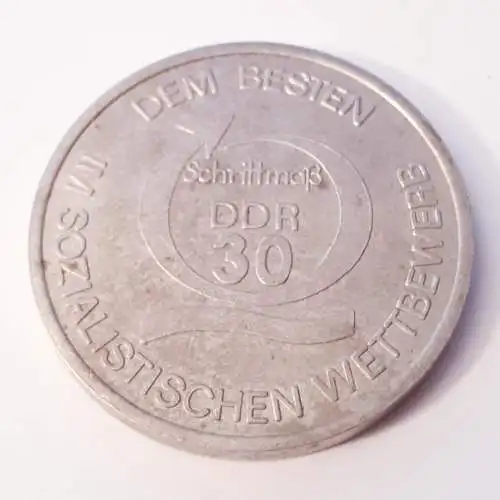 DEM BESTEN
IM SOZIALISTISCHEN WETTBEWERB
Schrittmaß
DDR
30